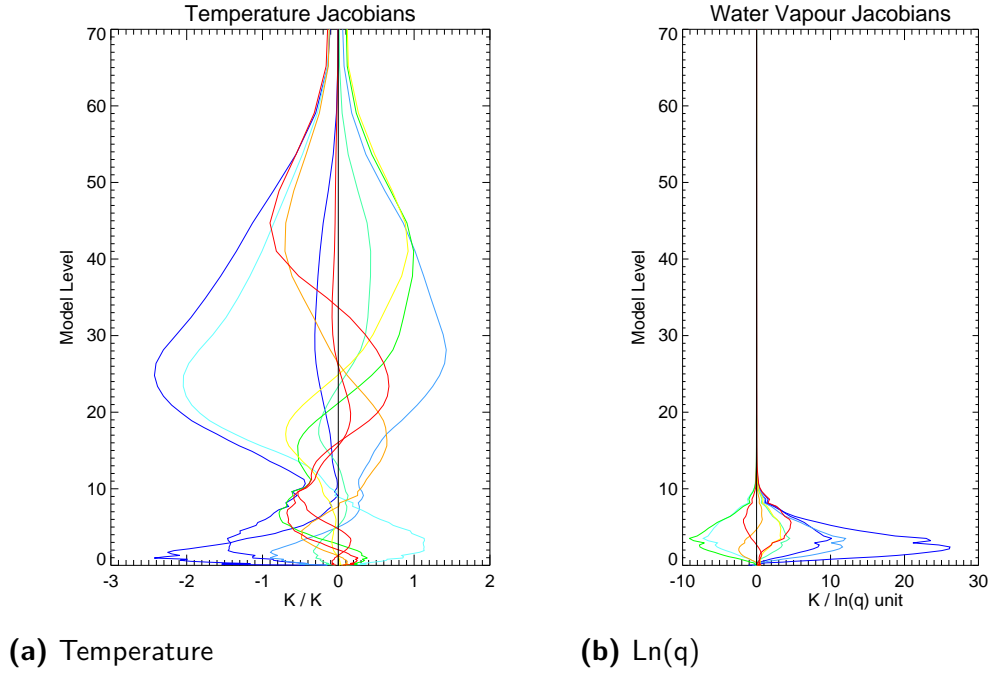 Temperature Jacobians
70
60
50
40
30
20
10
0
Model Level
-3 -2 -1 0 1 2
K / K
(a) Temperature
Water Vapour Jacobians
70
60
50
40
30
20
10
0
Model Level
-10 0 10 20 30
K / ln(q) unit
(b) Ln(q)